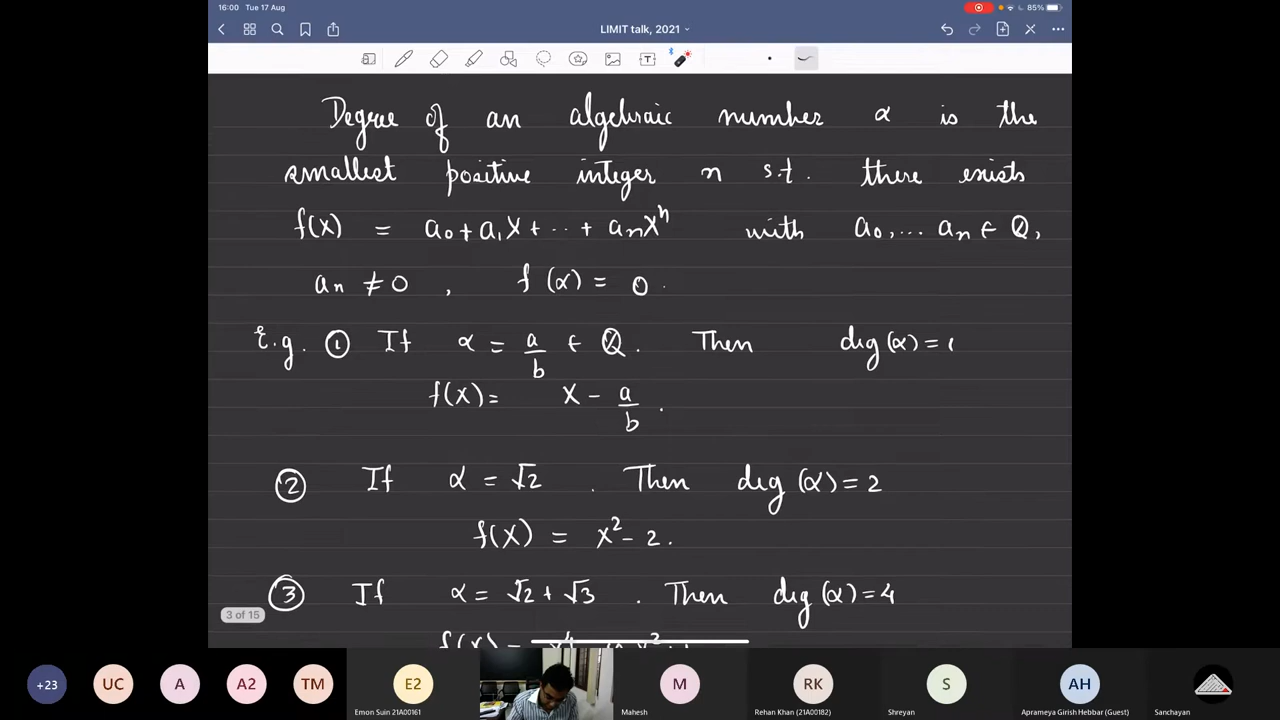 16:00 Tue 17 Aug
85%
LIMIT talk, 2021
Degree of an algebraic number α is the
smallest positive integer n s.t. there exists
f(X) = a₀ + a₁X + ··· + aₙXⁿ with a₀, ... aₙ ∈ ℚ,
aₙ ≠ 0 , f(α) = 0.
E.g. ① If α = a/b ∈ ℚ. Then deg(α) = 1
f(X) = X - a/b.
② If α = √2 . Then deg(α) = 2
f(X) = X² - 2.
③ If α = √2 + √3 . Then deg(α) = 4
3 of 15
f(X) =
+23
UC
A
A2
TM
E2
Emon Suin 21A00161
M
Mahesh
RK
Rehan Khan (21A00182)
S
Shreyan
AH
Aprameya Girish Hebbar (Guest)
Sanchayan